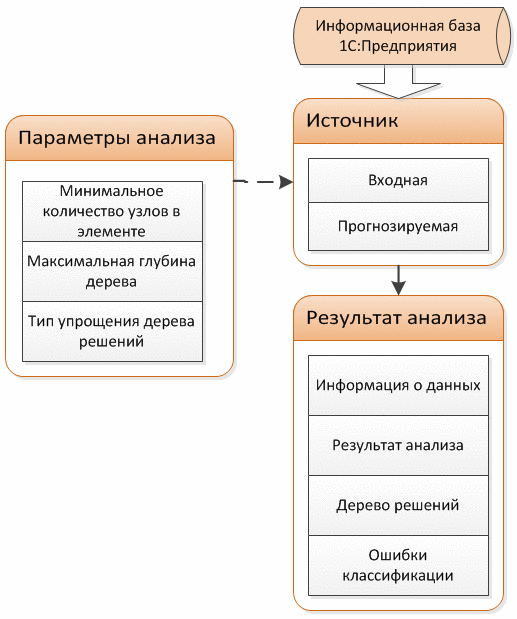 Информационная база
1С:Предприятия
Параметры анализа
Минимальное
количество узлов в
элементе
Максимальная глубина
дерева
Тип упрощения дерева
решений
Источник
Входная
Прогнозируемая
Результат анализа
Информация о данных
Результат анализа
Дерево решений
Ошибки
классификации